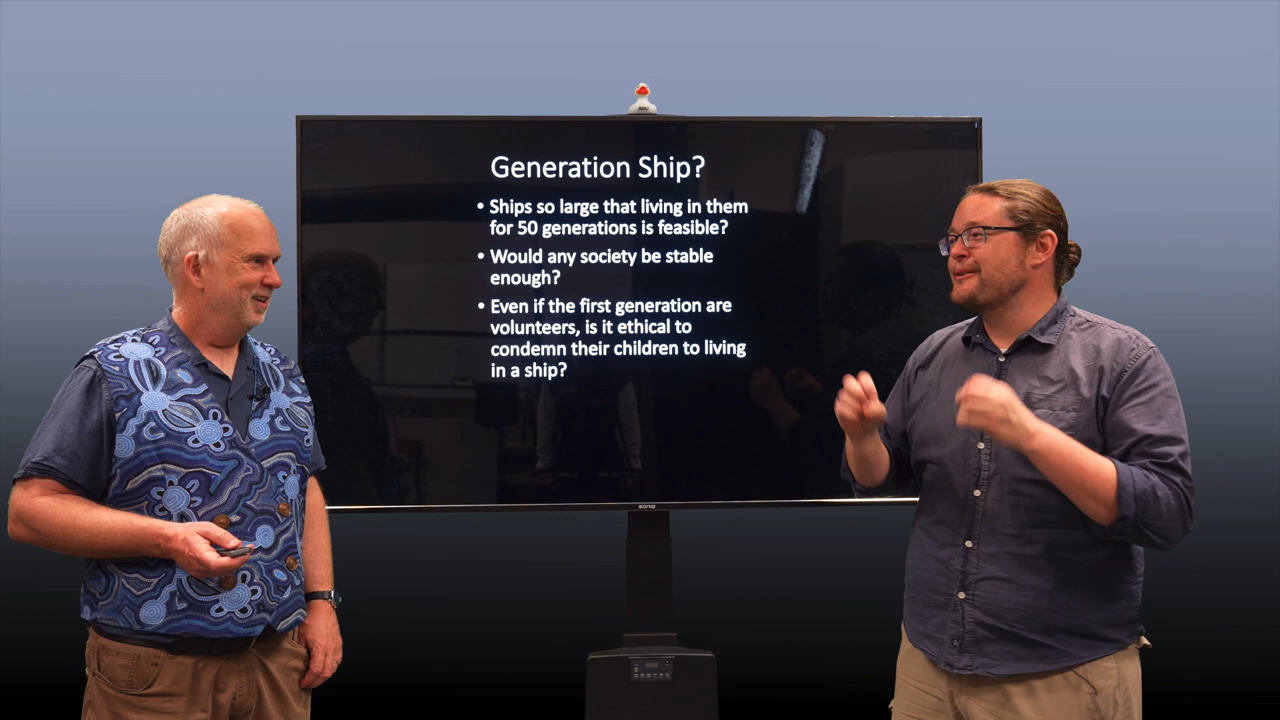 Generation Ship?
• Ships so large that living in them
for 50 generations is feasible?
• Would any society be stable
enough?
• Even if the first generation are
volunteers, is it ethical to
condemn their children to living
in a ship?
soniq